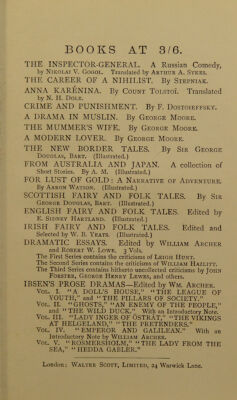 BOOKS AT 3/6.
THE INSPECTOR-GENERAL. A Russian Comedy,
by Nikolai V. Gogol. Translated by Arthur A. Sykes.
THE CAREER OF A NIHILIST. By Stepniak.
ANNA KARÉNINA. By Count Tolstoï. Translated
by N. H. Dole.
CRIME AND PUNISHMENT. By F. Dostoieffsky.
A DRAMA IN MUSLIN. By George Moore.
THE MUMMER'S WIFE. By George Moore.
A MODERN LOVER. By George Moore.
THE NEW BORDER TALES. By Sir George
Douglas, Bart. (Illustrated.)
FROM AUSTRALIA AND JAPAN. A collection of
Short Stories. By A. M. (Illustrated.)
FOR LUST OF GOLD: A Narrative of Adventure.
By Aaron Watson. (Illustrated.)
SCOTTISH FAIRY AND FOLK TALES. By Sir
George Douglas, Bart. (Illustrated.)
ENGLISH FAIRY AND FOLK TALES. Edited by
E. Sidney Hartland. (Illustrated.)
IRISH FAIRY AND FOLK TALES. Edited and
Selected by W. B. Yeats. (Illustrated.)
DRAMATIC ESSAYS. Edited by William Archer
and Robert W. Lowe. 3 Vols.
The First Series contains the criticisms of Leigh Hunt.
The Second Series contains the criticisms of William Hazlitt.
The Third Series contains hitherto uncollected criticisms by John
Forster, George Henry Lewes, and others.
IBSEN'S PROSE DRAMAS—Edited by Wm. Archer.
Vol. I. "A DOLL'S HOUSE," "THE LEAGUE OF
YOUTH," and "THE PILLARS OF SOCIETY."
Vol. II. "GHOSTS," "AN ENEMY OF THE PEOPLE,"
and "THE WILD DUCK." With an Introductory Note.
Vol. III. "LADY INGER OF ÖSTRÅT," "THE VIKINGS
AT HELGELAND," "THE PRETENDERS."
Vol. IV. "EMPEROR AND GALILEAN." With an
Introductory Note by William Archer.
Vol. V. "ROSMERSHOLM," "THE LADY FROM THE
SEA," "HEDDA GABLER."
London: Walter Scott, Limited, 24 Warwick Lane.